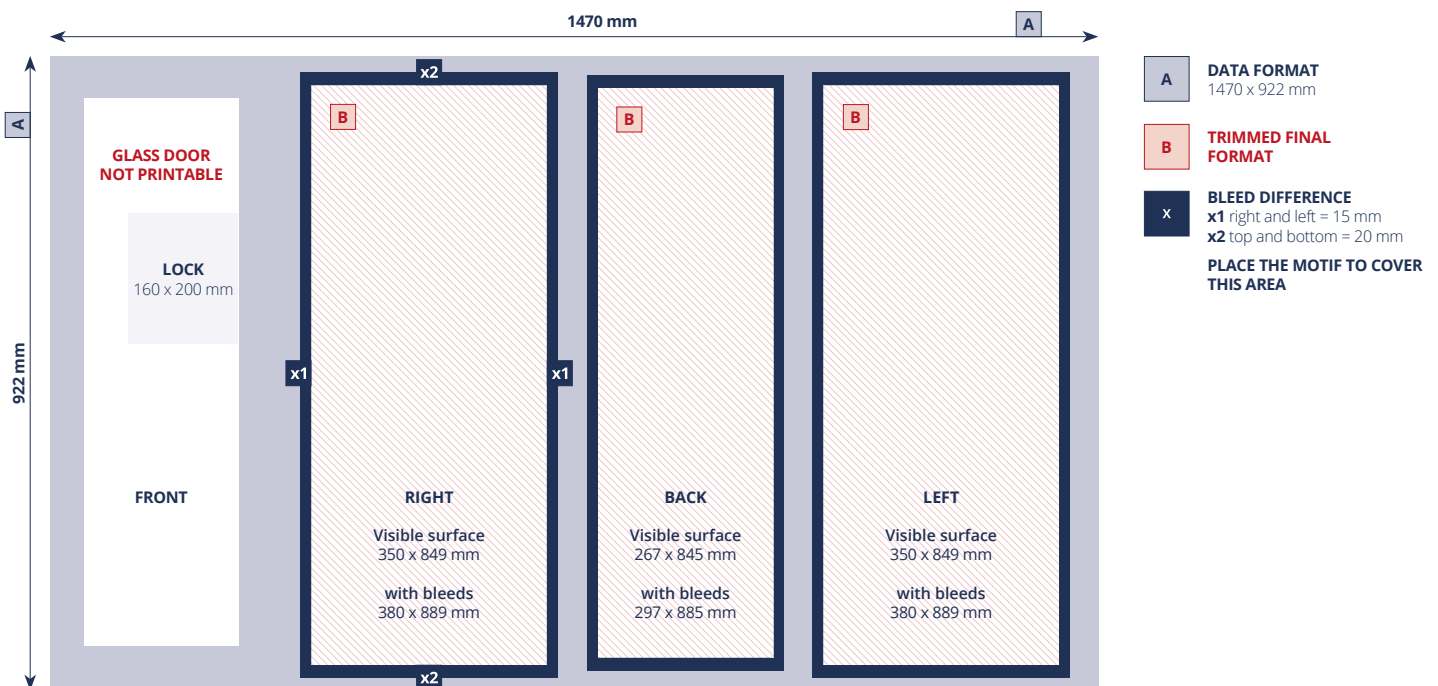 1470 mm
A
A
922 mm
GLASS DOOR
NOT PRINTABLE
LOCK
160 x 200 mm
FRONT
x2
B
x1
x1
RIGHT
Visible surface
350 x 849 mm
with bleeds
380 x 889 mm
x2
B
BACK
Visible surface
267 x 845 mm
with bleeds
297 x 885 mm
B
LEFT
Visible surface
350 x 849 mm
with bleeds
380 x 889 mm
A
DATA FORMAT
1470 x 922 mm
B
TRIMMED FINAL
FORMAT
x
BLEED DIFFERENCE
x1 right and left = 15 mm
x2 top and bottom = 20 mm
PLACE THE MOTIF TO COVER
THIS AREA